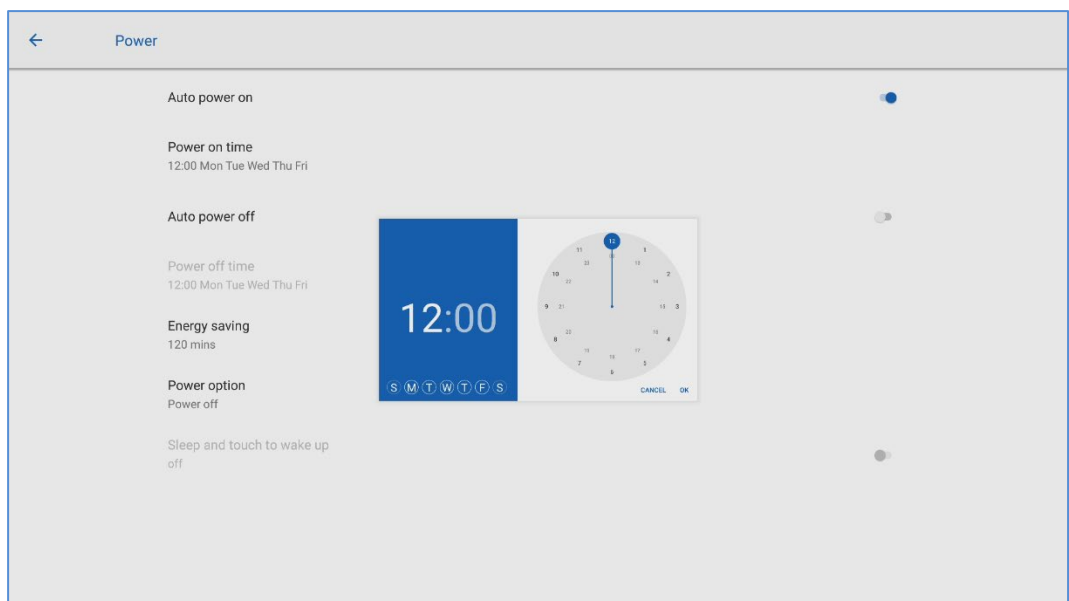 Power
Auto power on
Power on time
12:00 Mon Tue Wed Thu Fri
Auto power off
Power off time
12:00 Mon Tue Wed Thu Fri
Energy saving
120 mins
Power option
Power off
Sleep and touch to wake up
off
12:00
S M T W T F S
12
11 1
10 2
9 21 3
8 4
7 5
6
CANCEL OK